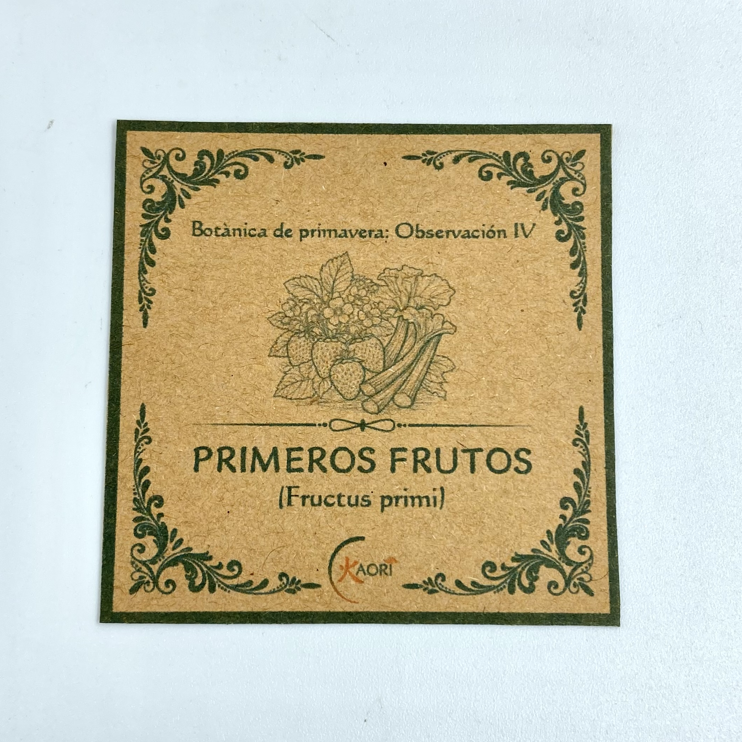 Botànica de primavera: Observación IV
PRIMEROS FRUTOS
(Fructus primi)
KAORI